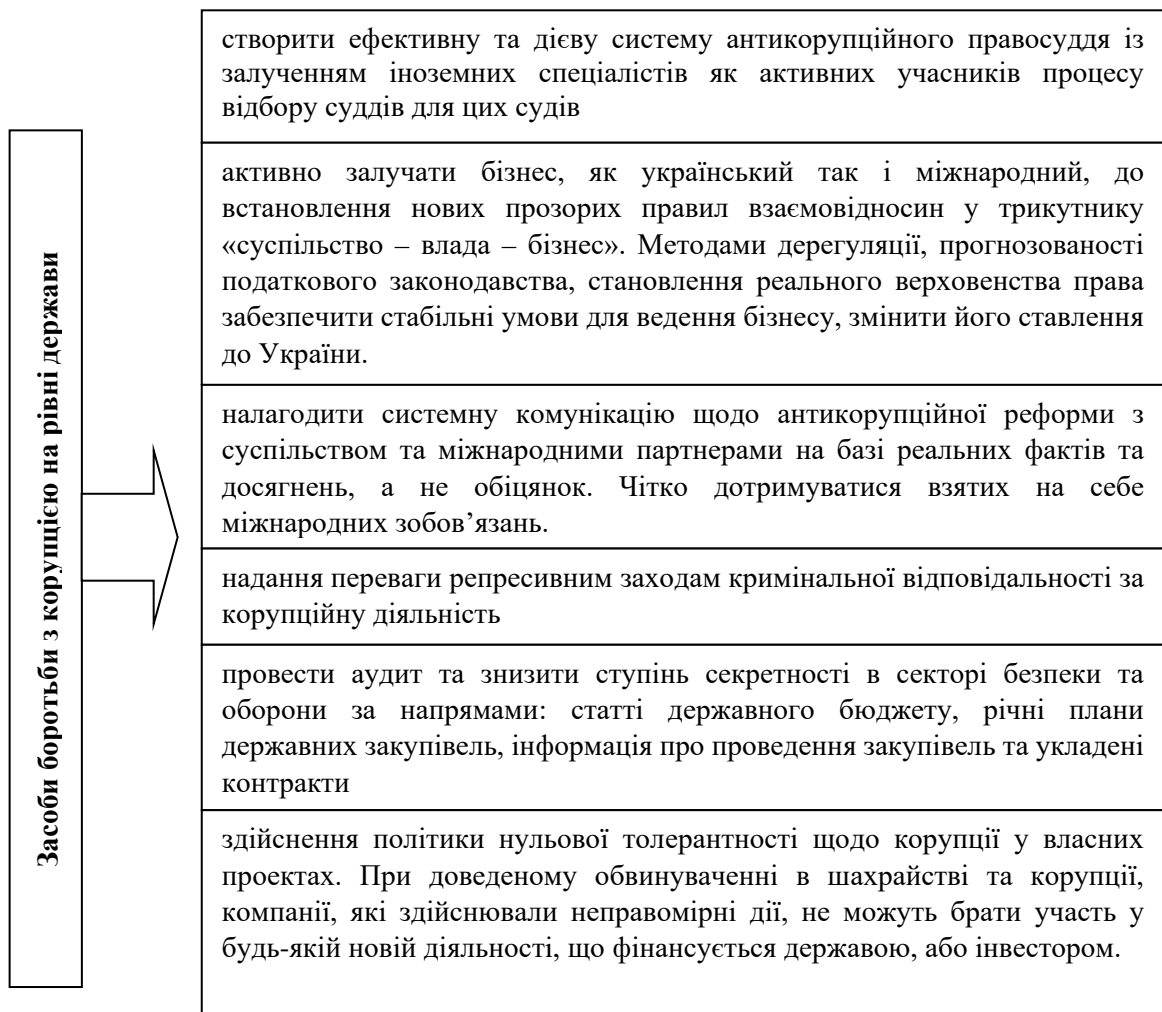 Засоби боротьби з корупцією на рівні держави
створити ефективну та дієву систему антикорупційного правосуддя із
залученням іноземних спеціалістів як активних учасників процесу
відбору суддів для цих судів
активно залучати бізнес, як український так і міжнародний, до
встановлення нових прозорих правил взаємовідносин у трикутнику
«суспільство – влада – бізнес». Методами дерегуляції, прогнозованості
податкового законодавства, становлення реального верховенства права
забезпечити стабільні умови для ведення бізнесу, змінити його ставлення
до України.
налагодити системну комунікацію щодо антикорупційної реформи з
суспільством та міжнародними партнерами на базі реальних фактів та
досягнень, а не обіцянок. Чітко дотримуватися взятих на себе
міжнародних зобов’язань.
надання переваги репресивним заходам кримінальної відповідальності за
корупційну діяльність
провести аудит та знизити ступінь секретності в секторі безпеки та
оборони за напрямами: статті державного бюджету, річні плани
державних закупівель, інформація про проведення закупівель та укладені
контракти
здійснення політики нульової толерантності щодо корупції у власних
проектах. При доведеному обвинуваченні в шахрайстві та корупції,
компанії, які здійснювали неправомірні дії, не можуть брати участь у
будь-якій новій діяльності, що фінансується державою, або інвестором.